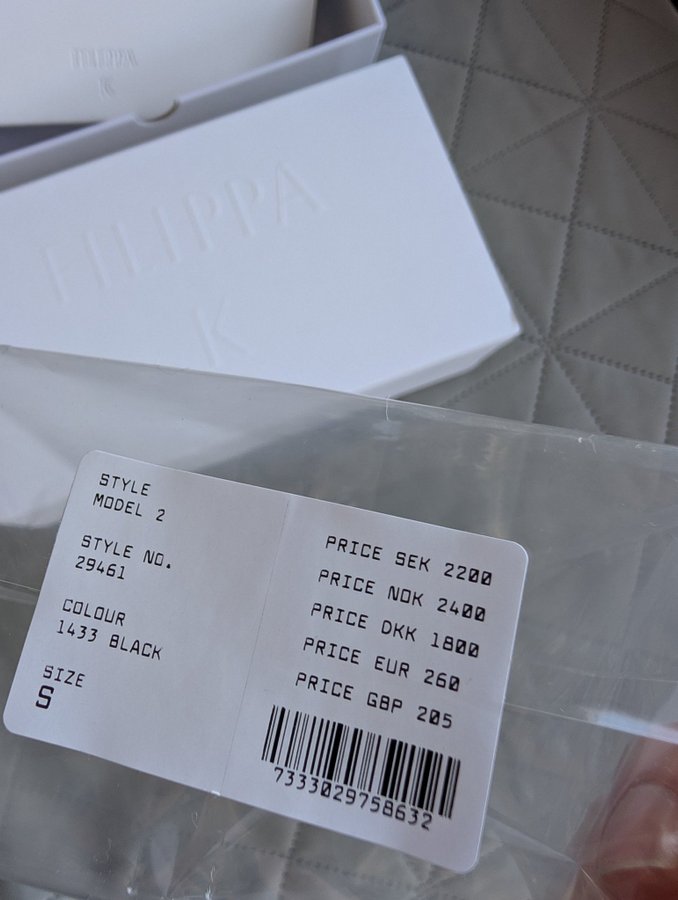 FILIPPA
K
FILIPPA
K
STYLE
MODEL 2
STYLE NO.
29461
COLOUR
1433 BLACK
SIZE
S
PRICE SEK 2200
PRICE NOK 2400
PRICE DKK 1800
PRICE EUR 260
PRICE GBP 205
7333029758632